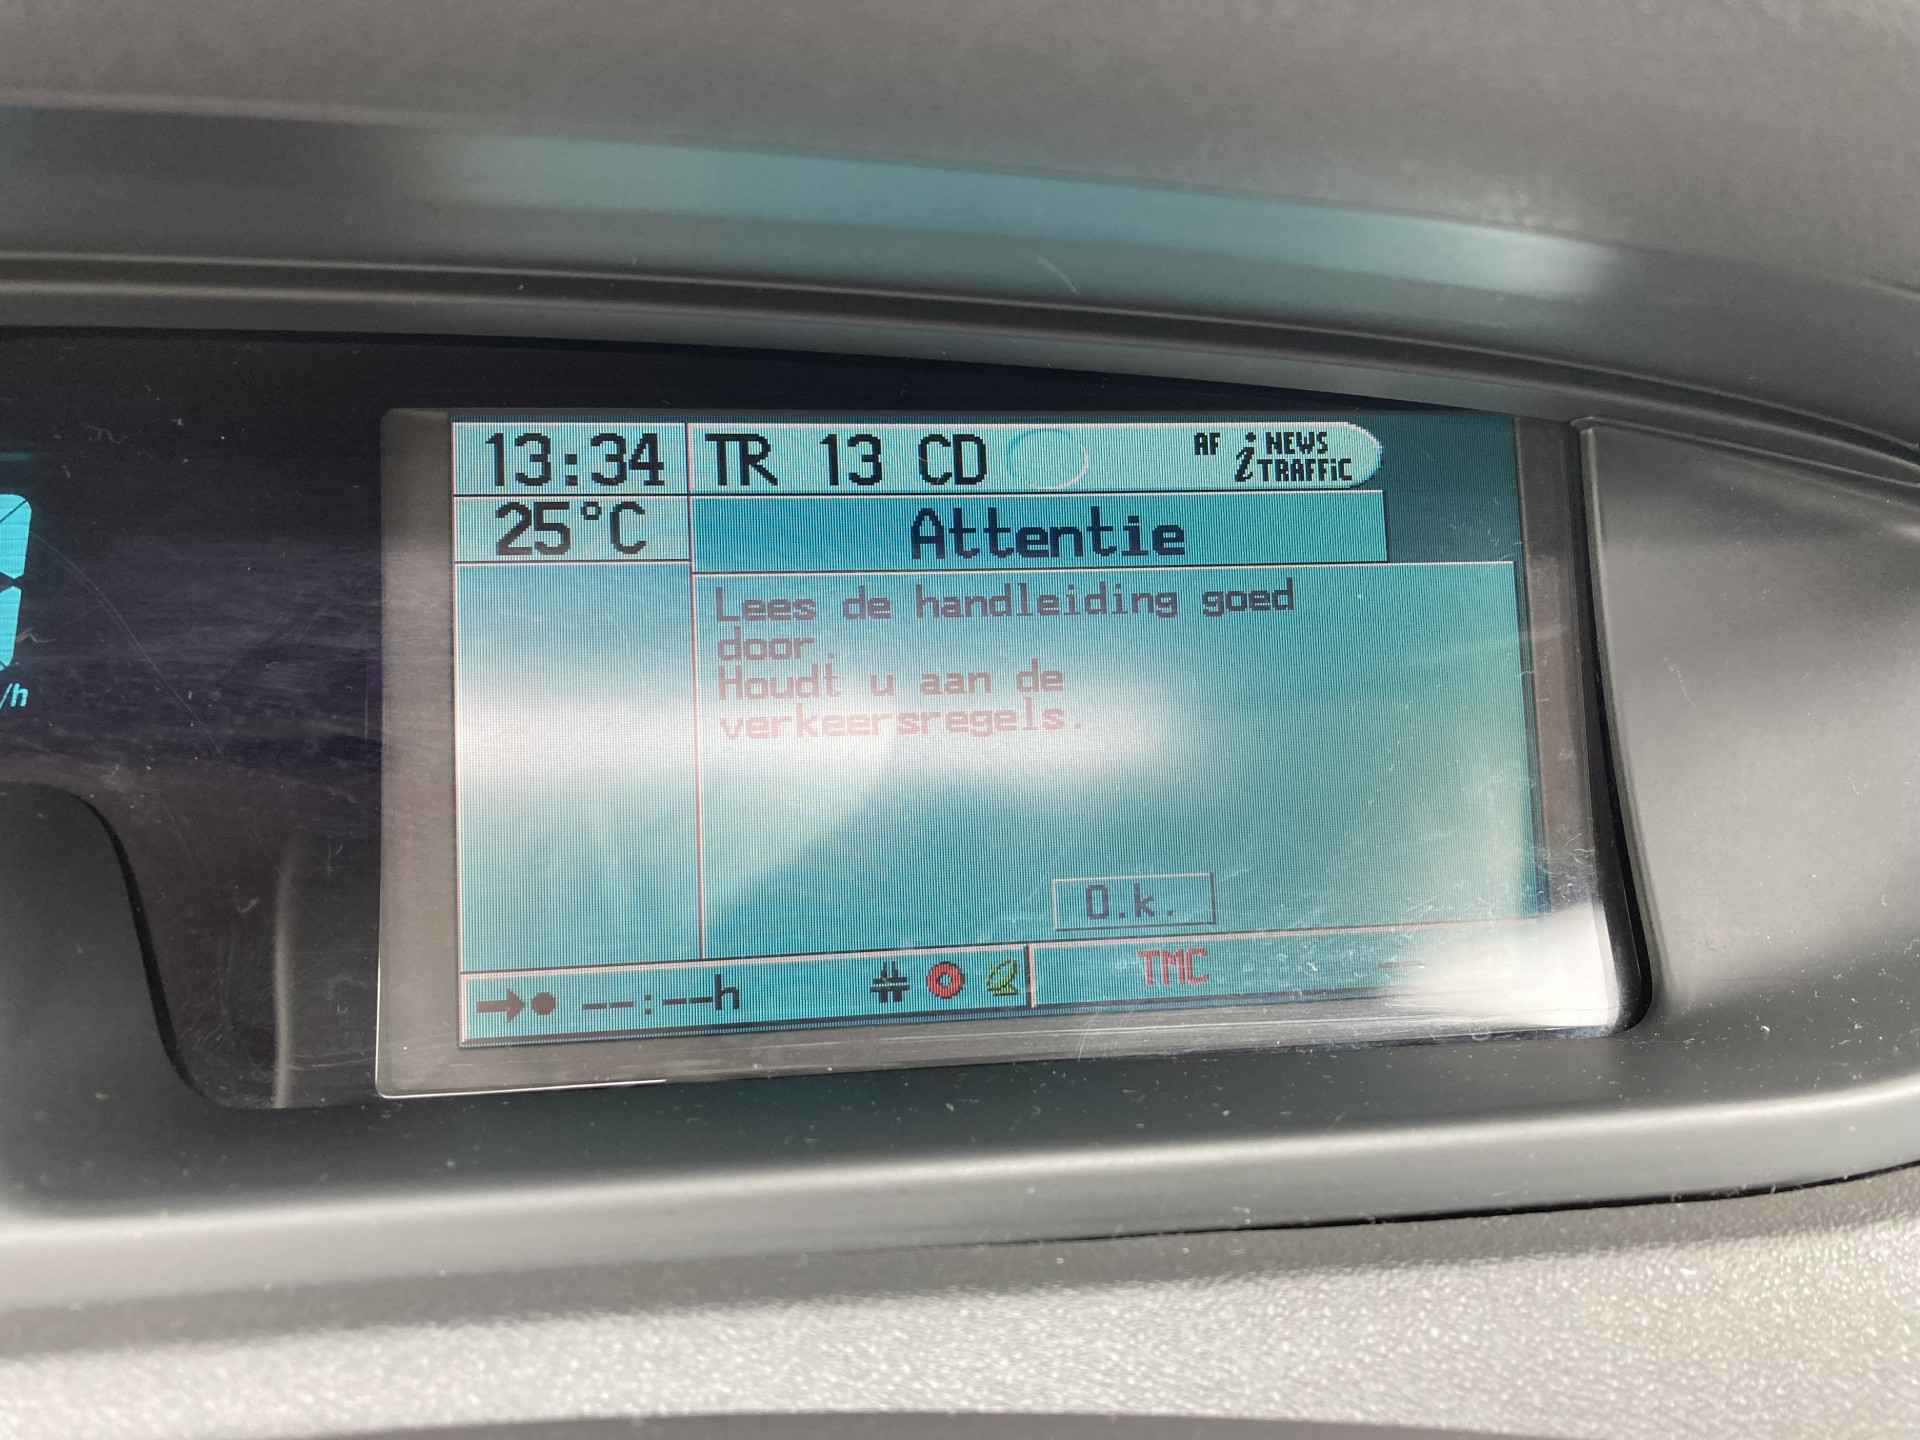 13:34 TR 13 CD AF i NEWS
TRAFFiC
25°C Attentie
Lees de handleiding goed
door.
Houdt u aan de
verkeersregels.
O.k.
--:--h TMC
/h